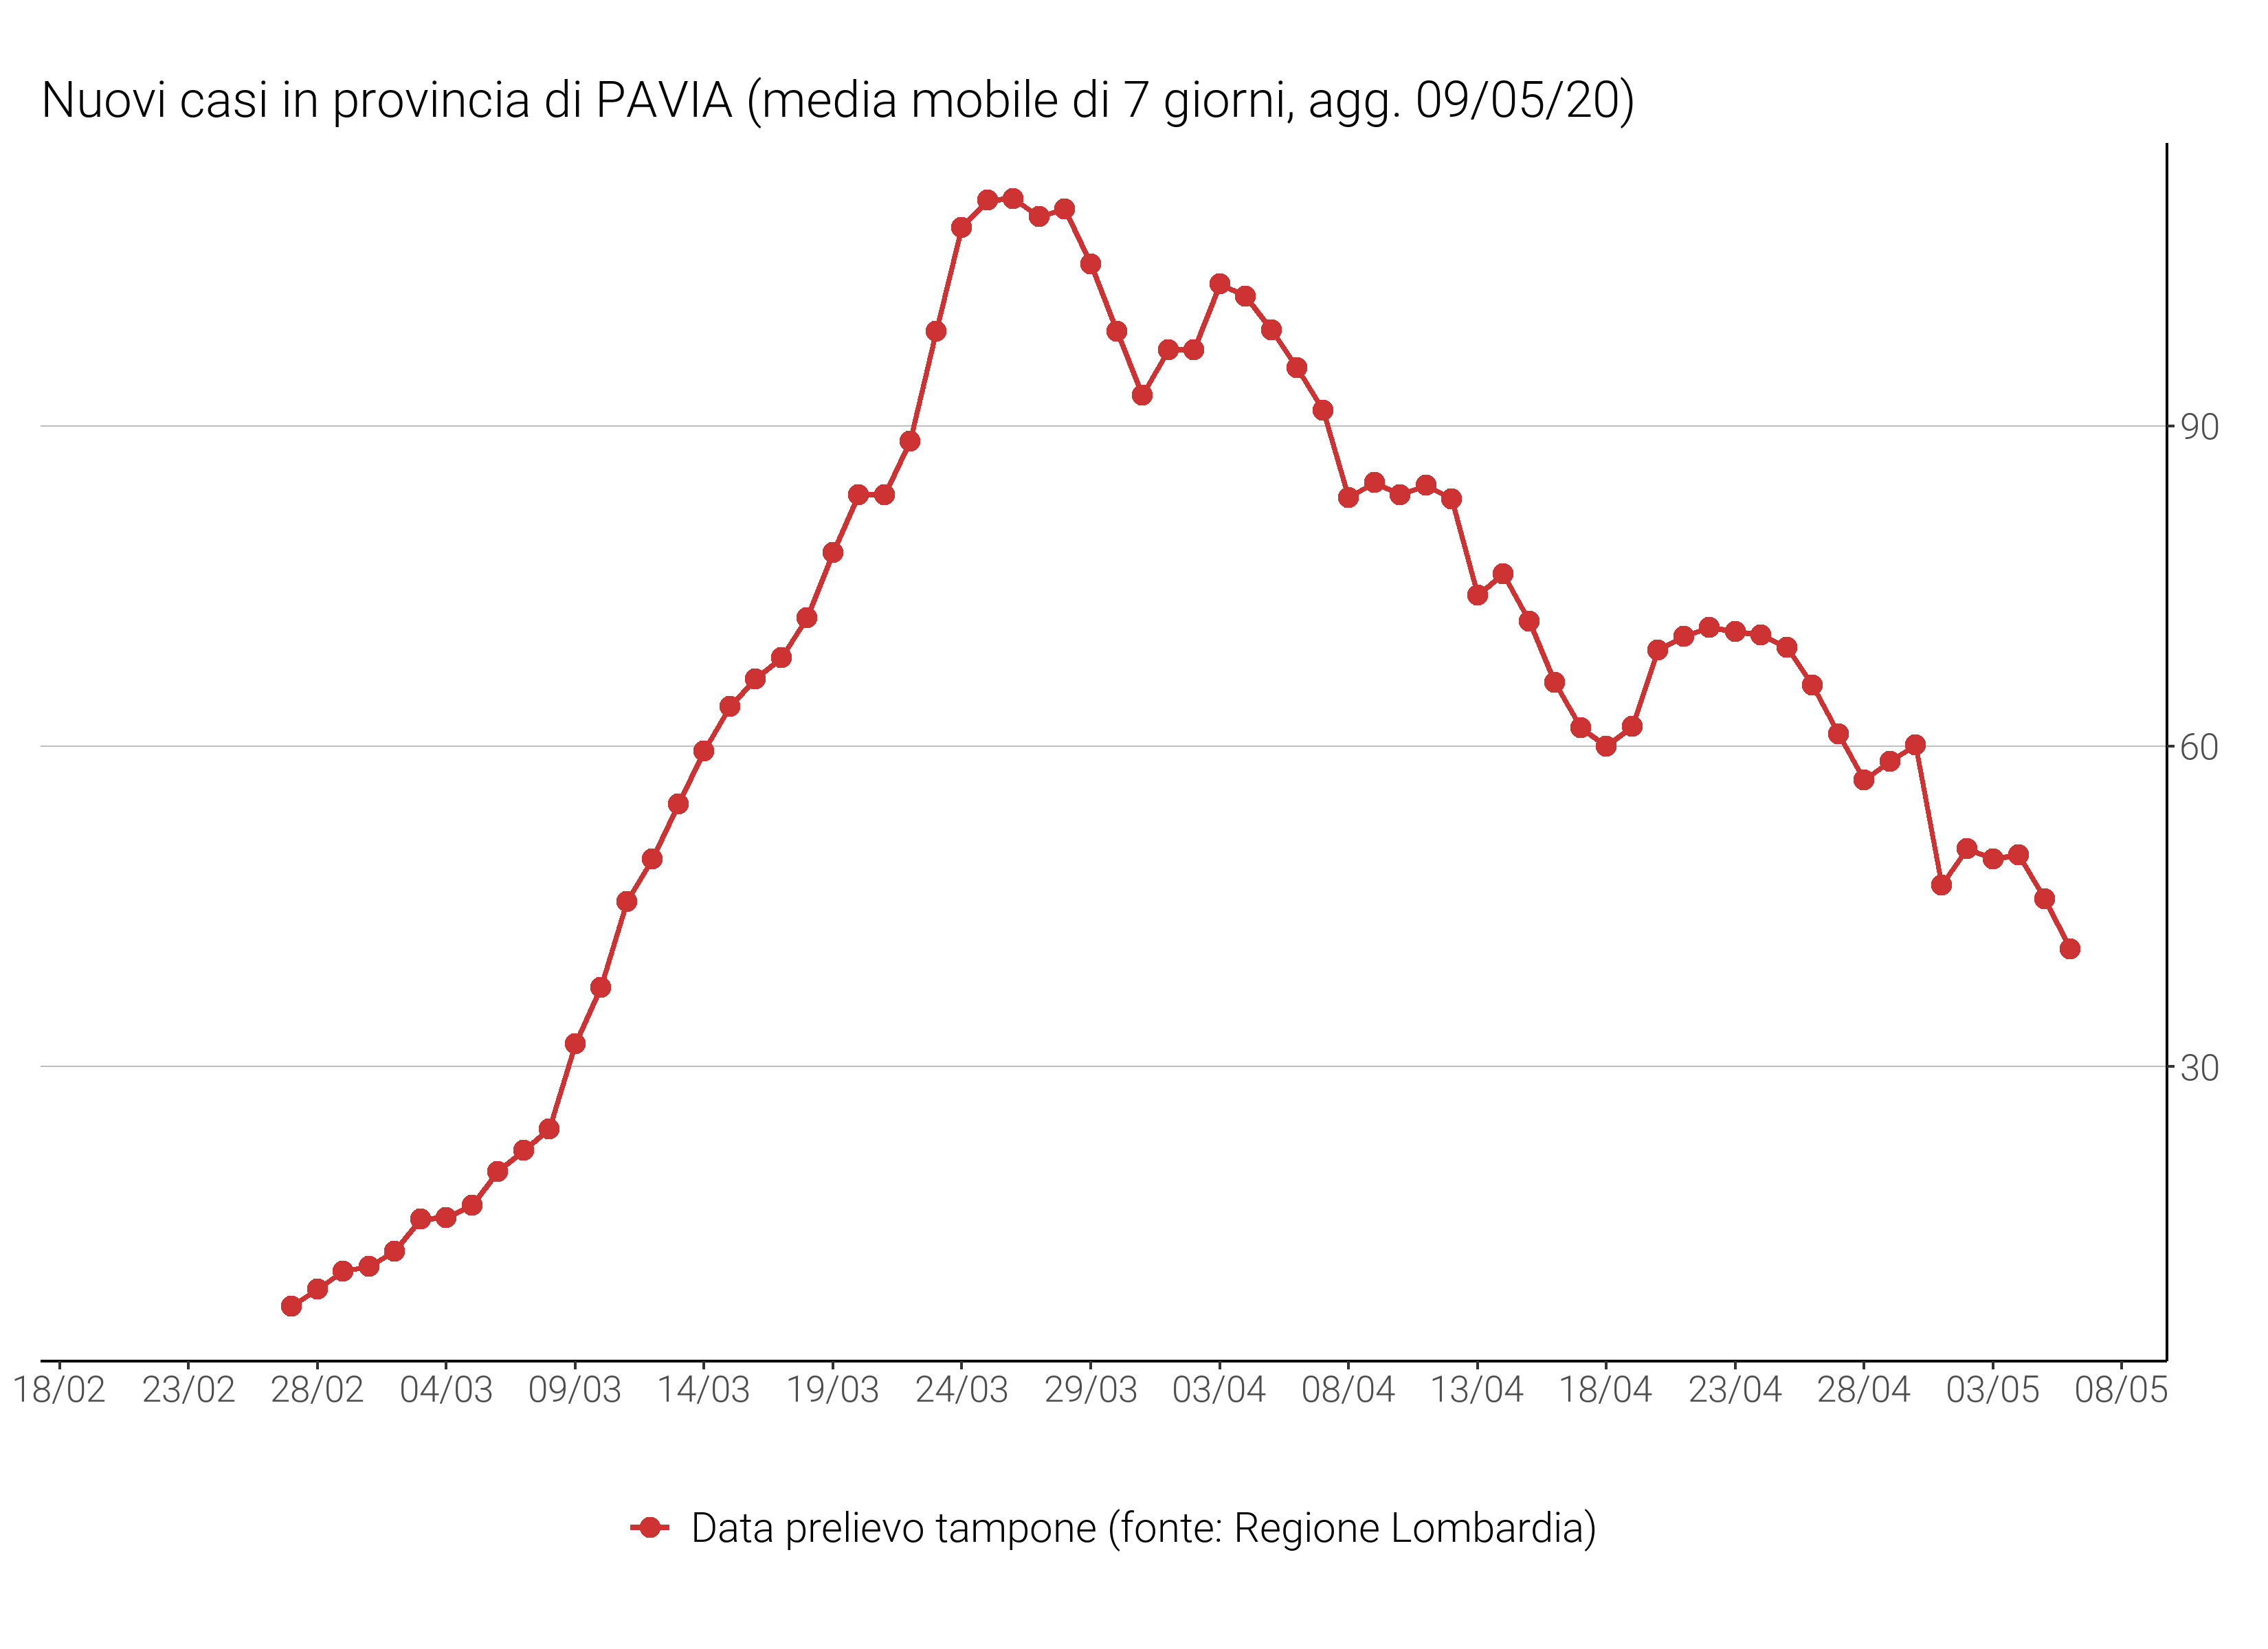 Nuovi casi in provincia di PAVIA (media mobile di 7 giorni, agg. 09/05/20)
90
60
30
18/02 23/02 28/02 04/03 09/03 14/03 19/03 24/03 29/03 03/04 08/04 13/04 18/04 23/04 28/04 03/05 08/05
Data prelievo tampone (fonte: Regione Lombardia)